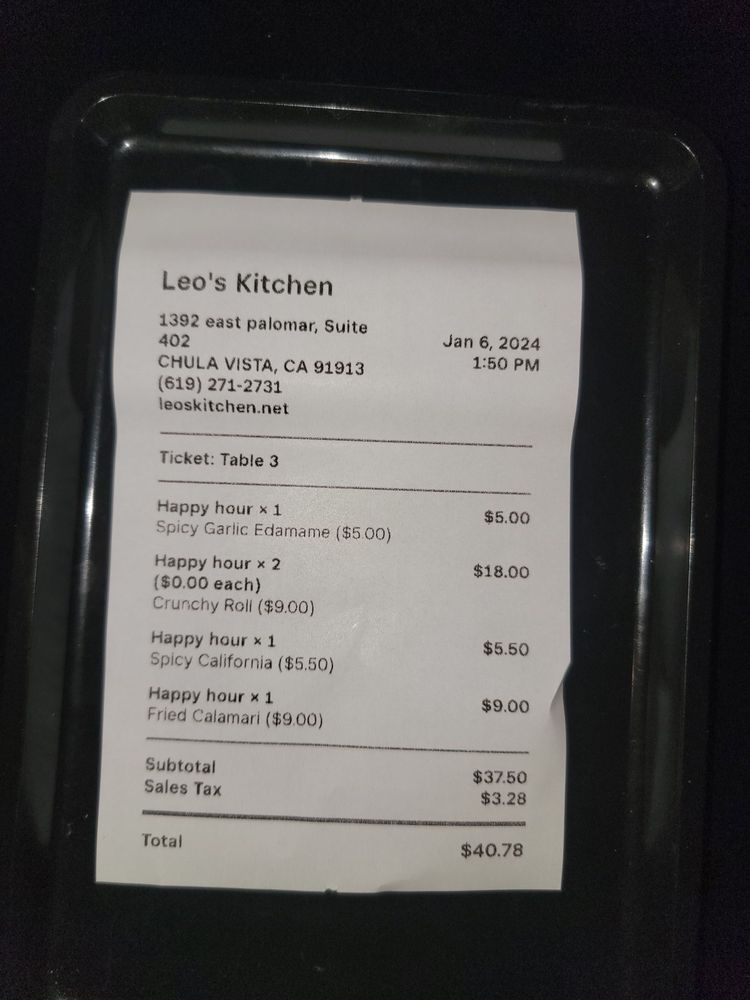 Leo's Kitchen
1392 east palomar, Suite
402
CHULA VISTA, CA 91913
(619) 271-2731
leoskitchen.net
Jan 6, 2024
1:50 PM
Ticket: Table 3
Happy hour × 1 $5.00
Spicy Garlic Edamame ($5.00)
Happy hour × 2 $18.00
($0.00 each)
Crunchy Roll ($9.00)
Happy hour × 1 $5.50
Spicy California ($5.50)
Happy hour × 1 $9.00
Fried Calamari ($9.00)
Subtotal $37.50
Sales Tax $3.28
Total $40.78